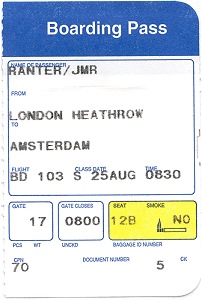 Boarding Pass
NAME OF PASSENGER
RANTER/JMR
FROM
LONDON HEATHROW
TO
AMSTERDAM
FLIGHT CLASS DATE TIME
BD 103 S 25AUG 0830
GATE GATE CLOSES SEAT SMOKE
17 0800 12B NO
PCS WT UNCKD BAGGAGE ID NUMBER
CPN DOCUMENT NUMBER CK
70 5